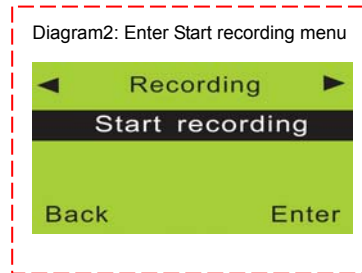 Diagram2: Enter Start recording menu
◄ Recording ►
Start recording
Back Enter